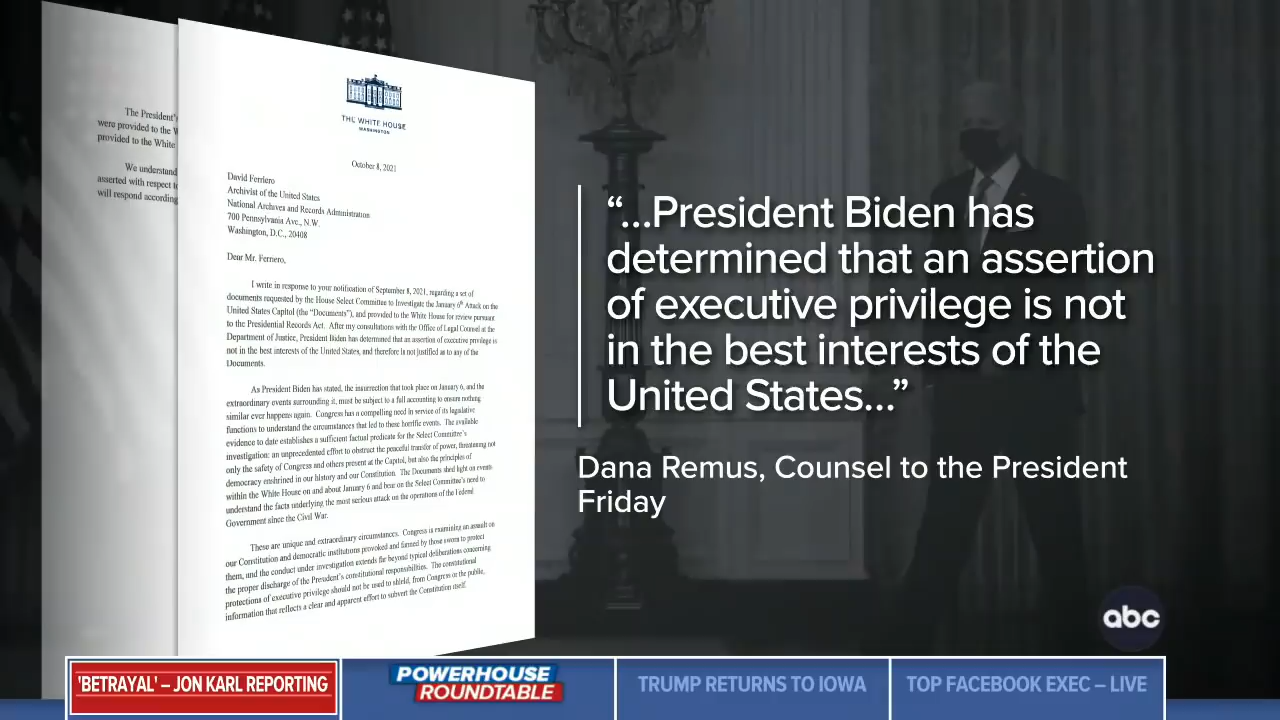 The President's
were provided to the W
provided to the White
We understand
asserted with respect to
will respond according
THE WHITE HOUSE
WASHINGTON
October 8, 2021
David Ferriero
Archivist of the United States
National Archives and Records Administration
700 Pennsylvania Ave., N.W.
Washington, D.C., 20408
Dear Mr. Ferriero,
I write in response to your notification of September 8, 2021, regarding a set of
documents requested by the House Select Committee to Investigate the January 6th Attack on the
United States Capitol (the "Documents"), and provided to the White House for review pursuant
to the Presidential Records Act. After my consultations with the Office of Legal Counsel at the
Department of Justice, President Biden has determined that an assertion of executive privilege is
not in the best interests of the United States, and therefore is not justified as to any of the
Documents.
As President Biden has stated, the insurrection that took place on January 6, and the
extraordinary events surrounding it, must be subject to a full accounting to ensure nothing
similar ever happens again. Congress has a compelling need in service of its legislative
functions to understand the circumstances that led to these horrific events. The available
evidence to date establishes a sufficient factual predicate for the Select Committee's
investigation: an unprecedented effort to obstruct the peaceful transfer of power, threatening not
only the safety of Congress and others present at the Capitol, but also the principles of
democracy enshrined in our history and our Constitution. The Documents shed light on events
within the White House on and about January 6 and bear on the Select Committee's need to
understand the facts underlying the most serious attack on the operations of the Federal
Government since the Civil War.
These are unique and extraordinary circumstances. Congress is examining an assault on
our Constitution and democratic institutions provoked and fanned by those sworn to protect
them, and the conduct under investigation extends far beyond typical deliberations concerning
the proper discharge of the President's constitutional responsibilities. The constitutional
protections of executive privilege should not be used to shield, from Congress or the public,
information that reflects a clear and apparent effort to subvert the Constitution itself.
“...President Biden has
determined that an assertion
of executive privilege is not
in the best interests of the
United States...”
Dana Remus, Counsel to the President
Friday
abc
'BETRAYAL' – JON KARL REPORTING
POWERHOUSE
ROUNDTABLE
TRUMP RETURNS TO IOWA
TOP FACEBOOK EXEC – LIVE